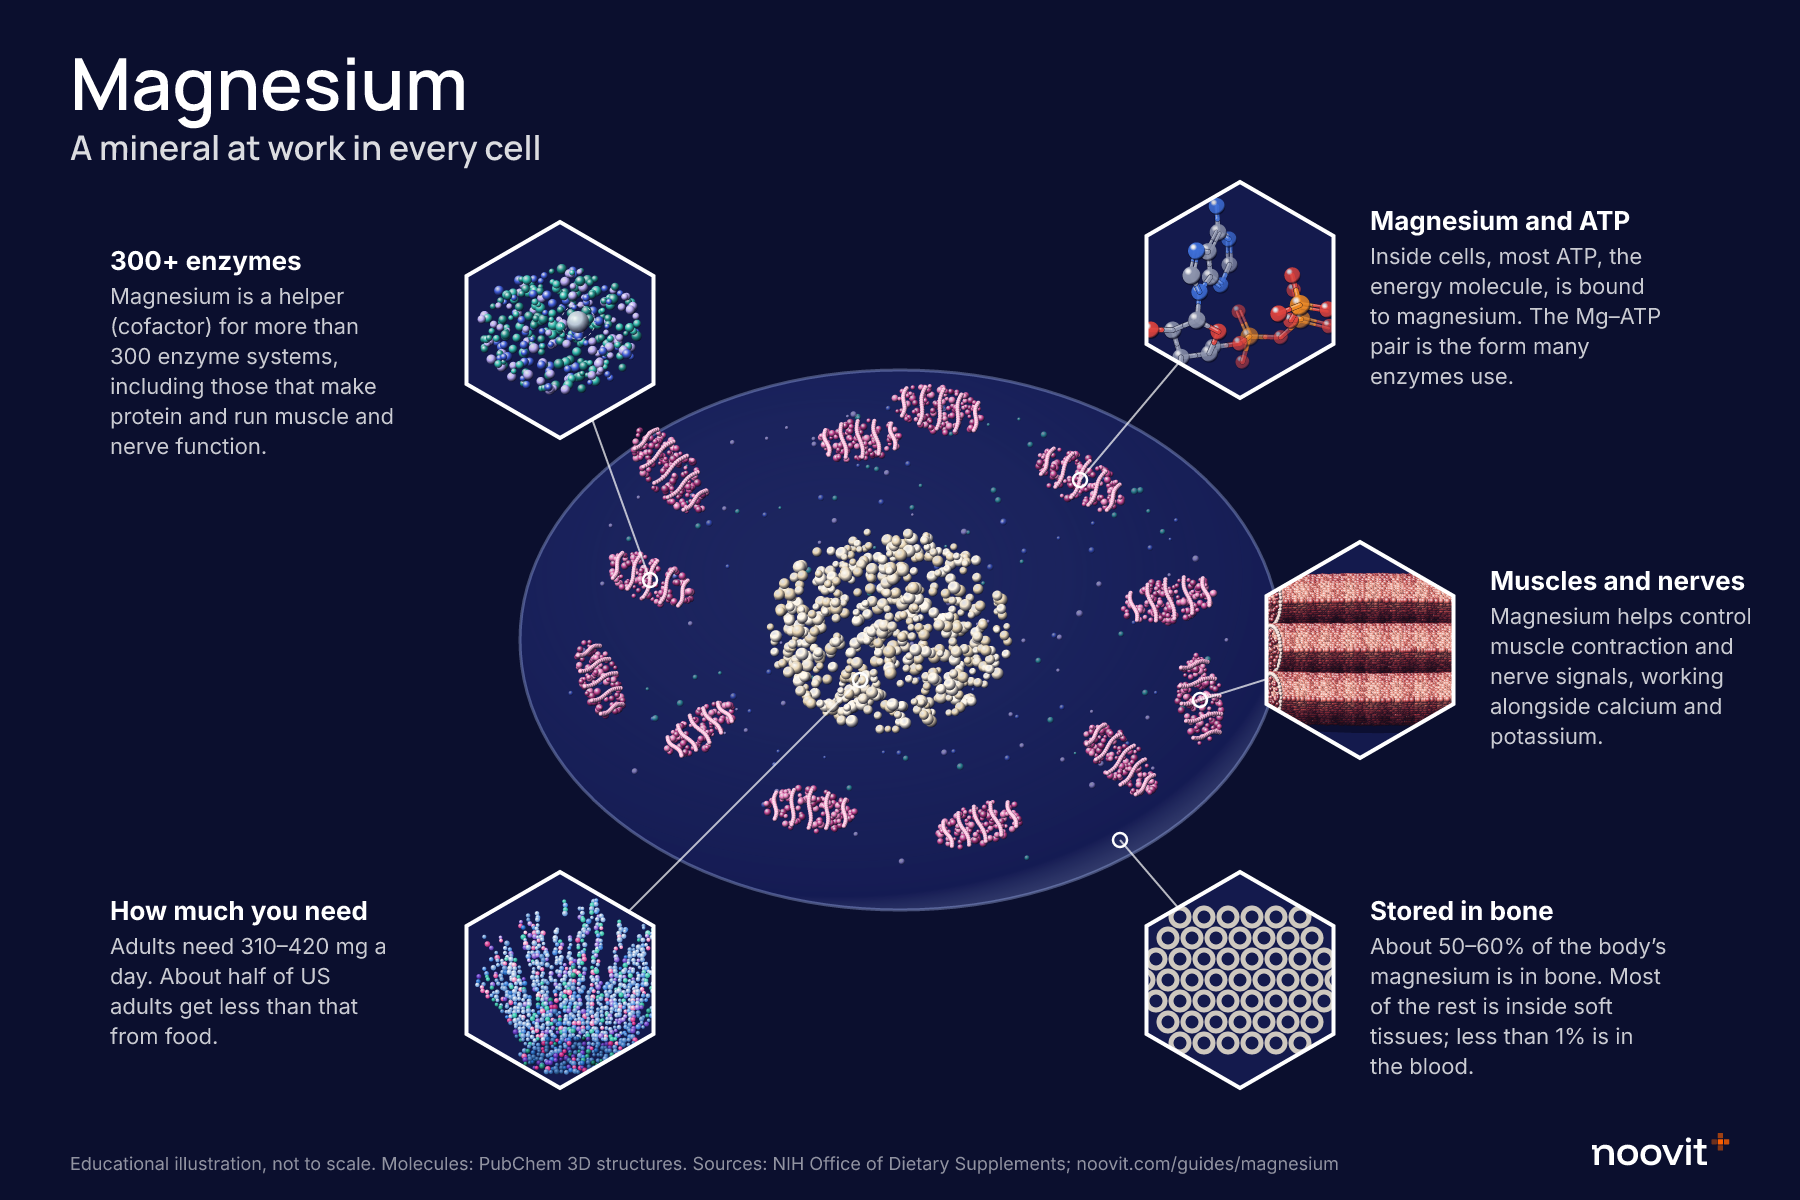 Magnesium
A mineral at work in every cell
300+ enzymes
Magnesium is a helper
(cofactor) for more than
300 enzyme systems,
including those that make
protein and run muscle and
nerve function.
Magnesium and ATP
Inside cells, most ATP, the
energy molecule, is bound
to magnesium. The Mg–ATP
pair is the form many
enzymes use.
Muscles and nerves
Magnesium helps control
muscle contraction and
nerve signals, working
alongside calcium and
potassium.
How much you need
Adults need 310–420 mg a
day. About half of US
adults get less than that
from food.
Stored in bone
About 50–60% of the body’s
magnesium is in bone. Most
of the rest is inside soft
tissues; less than 1% is in
the blood.
Educational illustration, not to scale. Molecules: PubChem 3D structures. Sources: NIH Office of Dietary Supplements; noovit.com/guides/magnesium
noovit